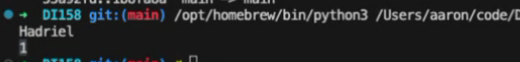 ➜ DI158 git:(main) /opt/homebrew/bin/python3 /Users/aaron/code/D
Hadriel
1